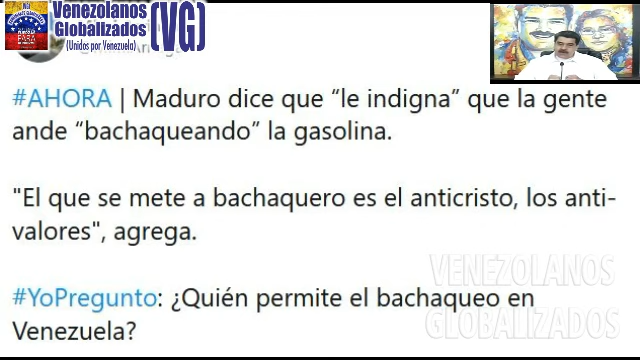 Venezolanos
Globalizados
(Unidos por Venezuela)
(VG)
#AHORA | Maduro dice que “le indigna” que la gente
ande “bachaqueando” la gasolina.
"El que se mete a bachaquero es el anticristo, los anti-
valores", agrega.
#YoPregunto: ¿Quién permite el bachaqueo en
Venezuela?
VENEZOLANOS
GLOBALIZADOS